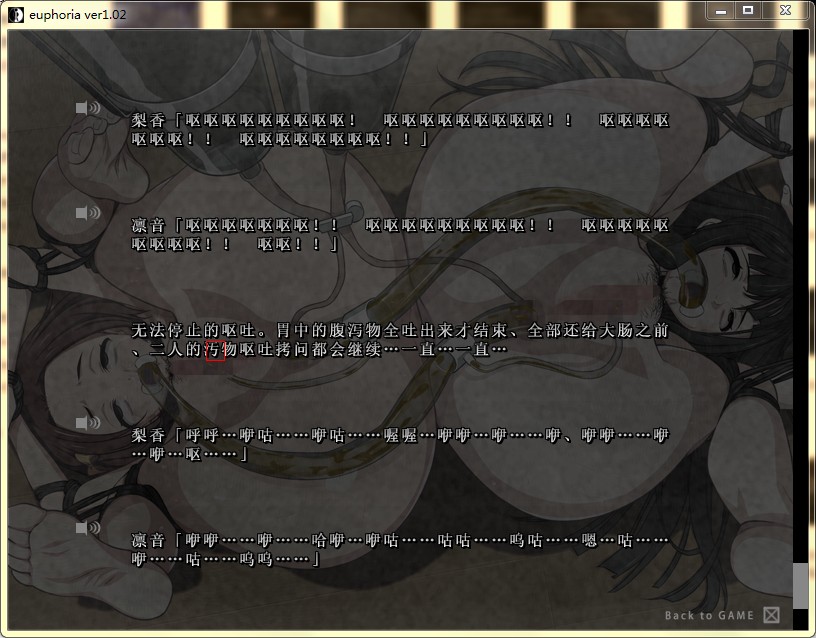 euphoria ver1.02
梨香「呕呕呕呕呕呕呕呕呕！　呕呕呕呕呕呕呕呕呕！！　呕呕呕呕
呕呕呕！！　呕呕呕呕呕呕呕呕！！」
凛音「呕呕呕呕呕呕呕！！　呕呕呕呕呕呕呕呕呕！！　呕呕呕呕呕
呕呕呕呕！！　呕呕！！」
无法停止的呕吐。胃中的腹泻物全吐出来才结束、全部还给大肠之前
、二人的污物呕吐拷问都会继续…一直…一直…
梨香「呼呼…咿咕……咿咕……喔喔…咿咿…咿……咿、咿咿……咿
…咿…呕……」
凛音「咿咿……咿……哈咿…咿咕……咕咕……呜咕……嗯…咕……
咿……咕……呜呜……」
Back to GAME